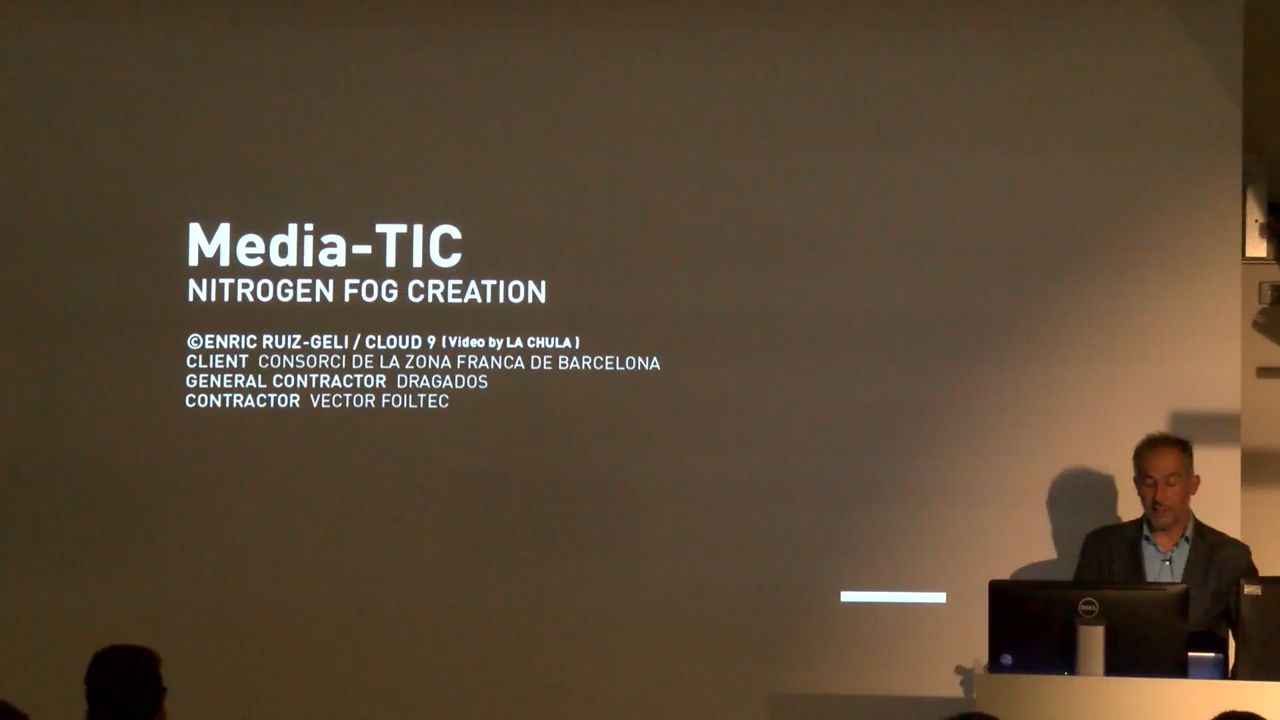 Media-TIC
NITROGEN FOG CREATION
©ENRIC RUIZ-GELI / CLOUD 9 (Video by LA CHULA )
CLIENT CONSORCI DE LA ZONA FRANCA DE BARCELONA
GENERAL CONTRACTOR DRAGADOS
CONTRACTOR VECTOR FOILTEC
DELL